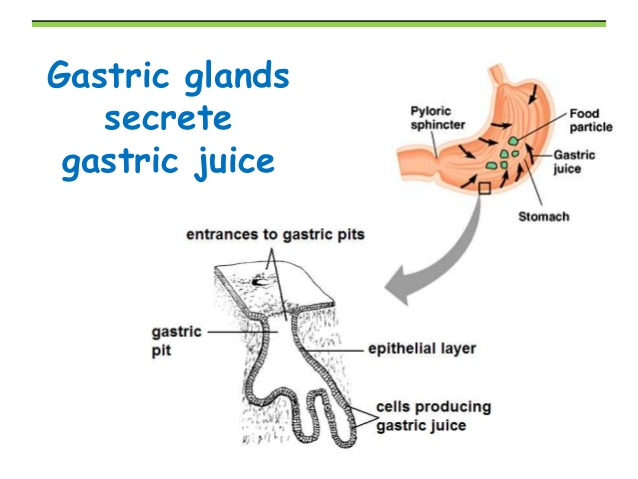 Gastric glands
secrete
gastric juice
Pyloric
sphincter
Food
particle
Gastric
juice
Stomach
entrances to gastric pits
gastric
pit
epithelial layer
cells producing
gastric juice